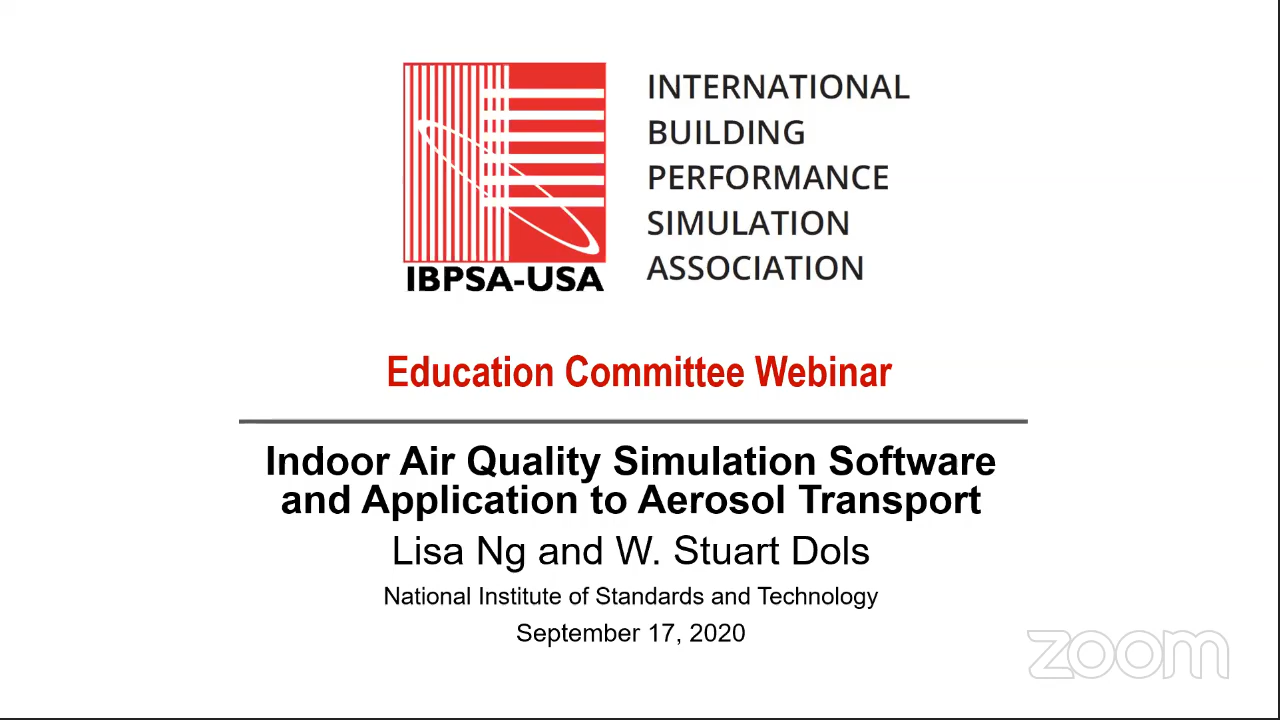 INTERNATIONAL
BUILDING
PERFORMANCE
SIMULATION
ASSOCIATION
IBPSA-USA
Education Committee Webinar
Indoor Air Quality Simulation Software
and Application to Aerosol Transport
Lisa Ng and W. Stuart Dols
National Institute of Standards and Technology
September 17, 2020
zoom